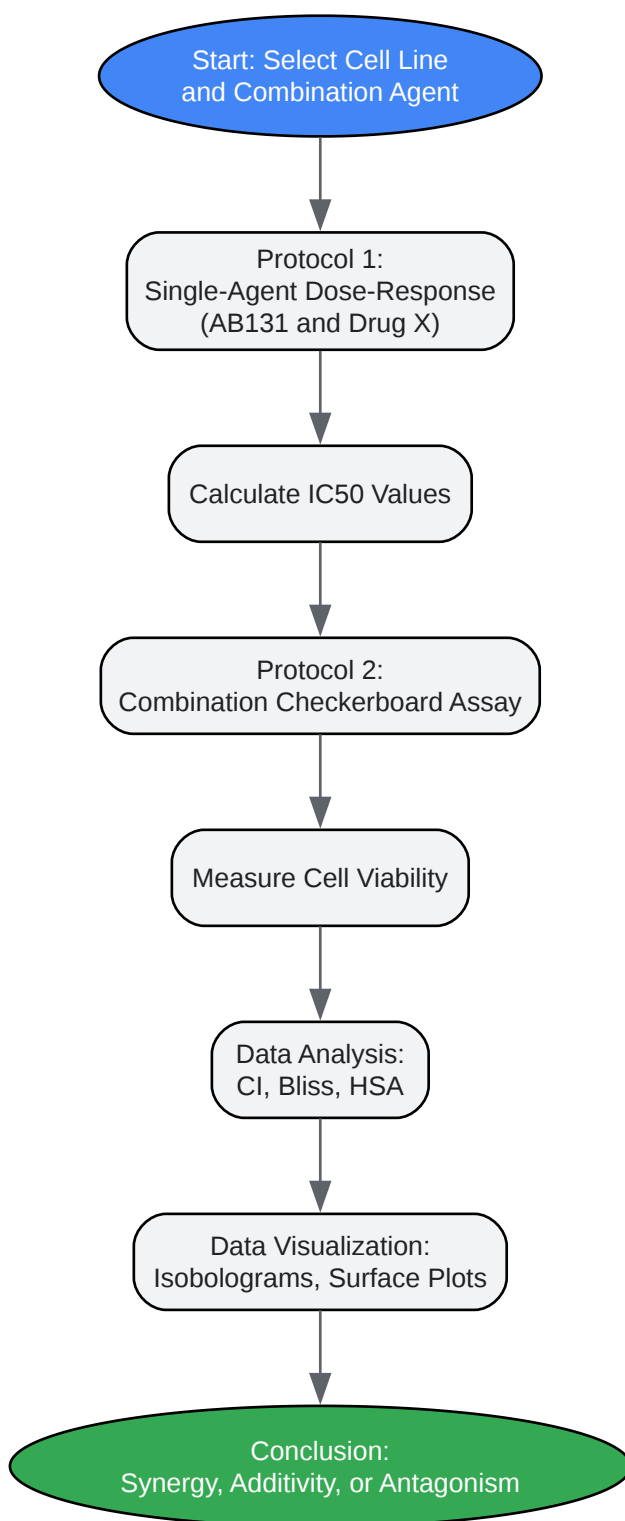 Start: Select Cell Line
and Combination Agent
Protocol 1:
Single-Agent Dose-Response
(AB131 and Drug X)
Calculate IC50 Values
Protocol 2:
Combination Checkerboard Assay
Measure Cell Viability
Data Analysis:
CI, Bliss, HSA
Data Visualization:
Isobolograms, Surface Plots
Conclusion:
Synergy, Additivity, or Antagonism